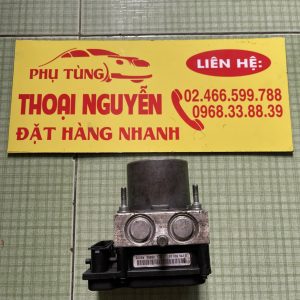 PHỤ TÙNG
THOẠI NGUYỄN
ĐẶT HÀNG NHANH
LIÊN HỆ:
02.466.599.788
0968.33.88.39